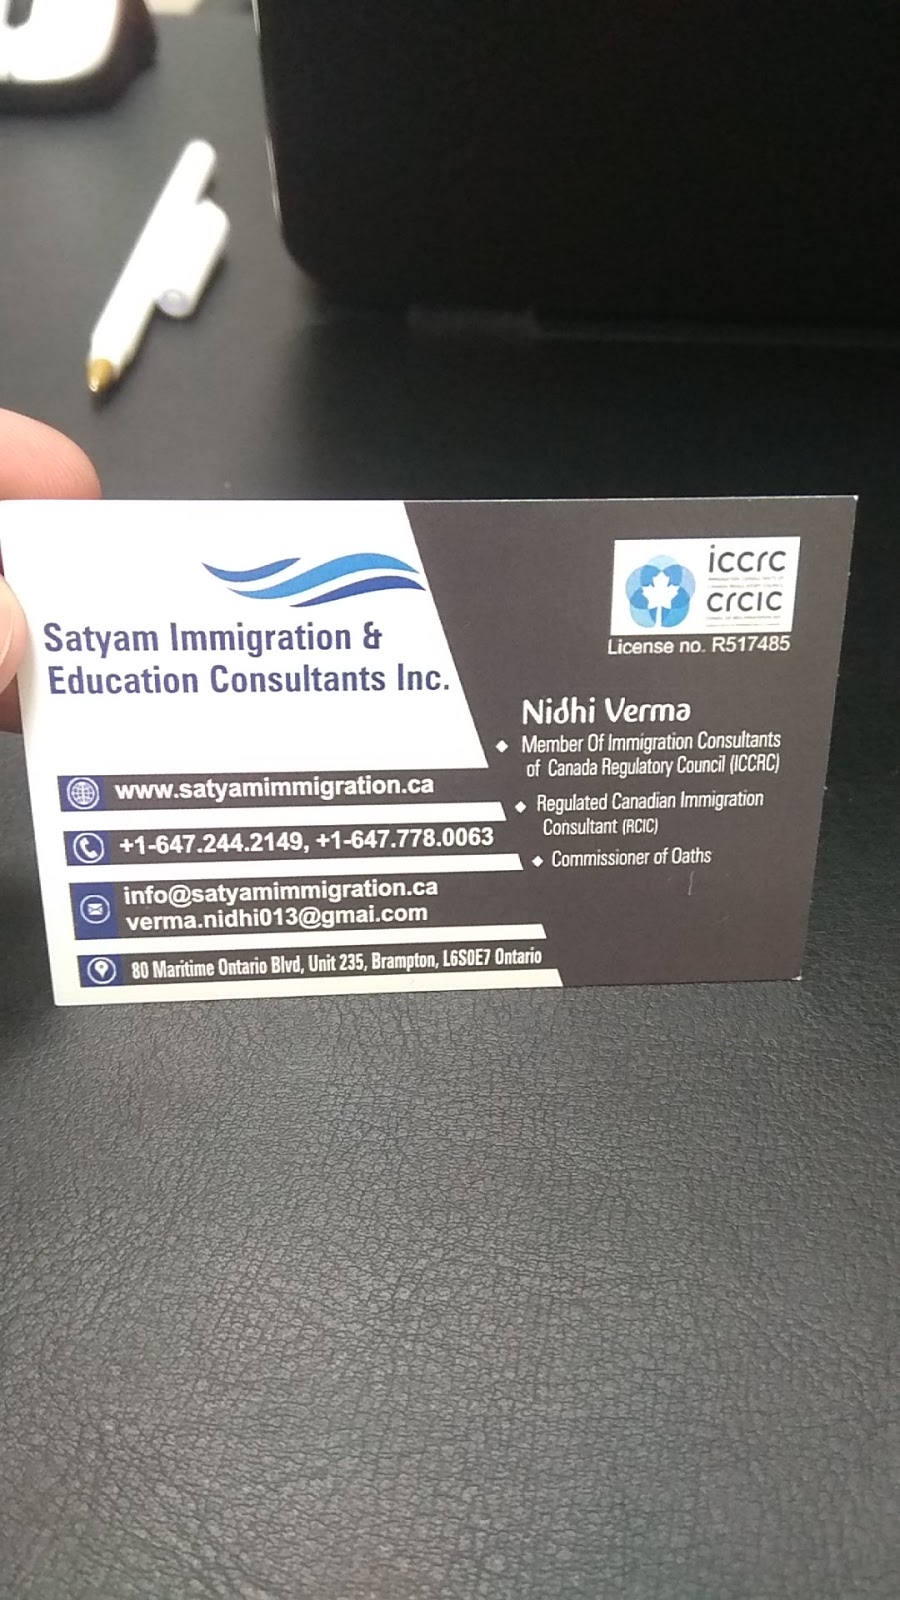 Satyam Immigration &
Education Consultants Inc.
www.satyamimmigration.ca
+1-647.244.2149, +1-647.778.0063
info@satyamimmigration.ca
verma.nidhi013@gmai.com
80 Maritime Ontario Blvd, Unit 235, Brampton, L6S0E7 Ontario
iccrc
crcic
License no. R517485
Nidhi Verma
Member Of Immigration Consultants
of Canada Regulatory Council (ICCRC)
Regulated Canadian Immigration
Consultant (RCIC)
Commissioner of Oaths